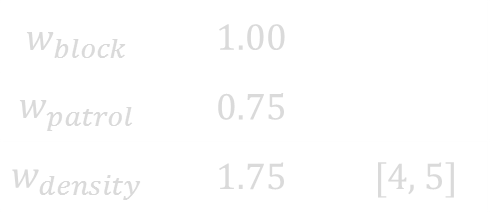 w_block 1.00
w_patrol 0.75
w_density 1.75 [4, 5]